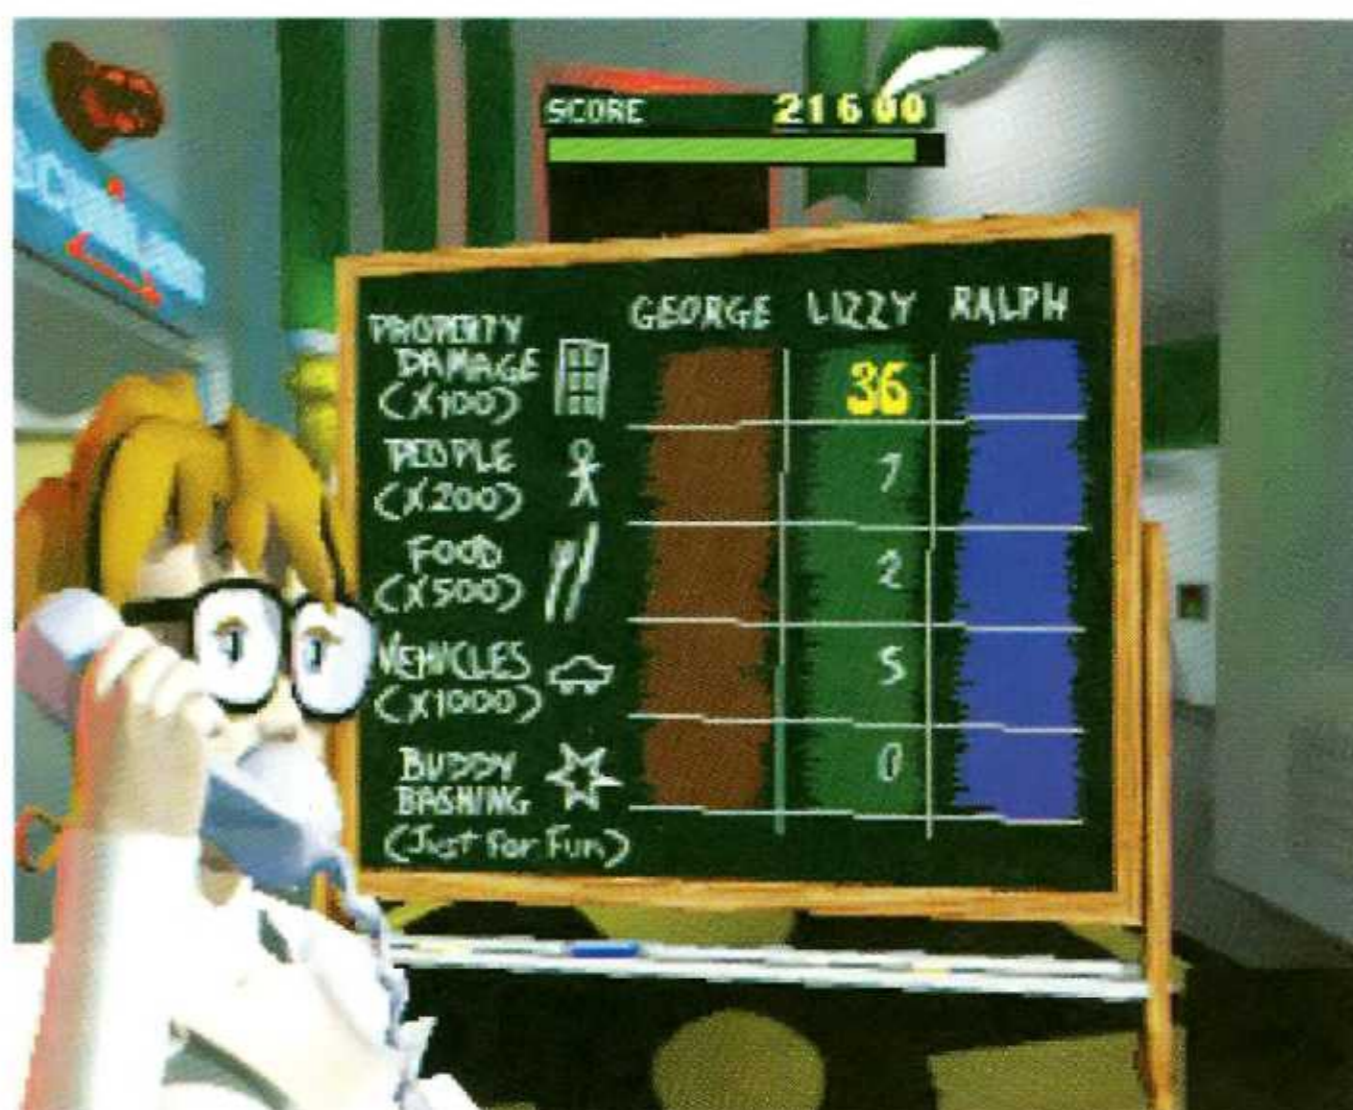 SCORE 21600
GEORGE LIZZY RALPH
PROPERTY
DAMAGE
(X100)
36
PEOPLE
(X200)
7
FOOD
(X500)
2
VEHICLES
(X1000)
5
BUDDY
BASHING
(Just For Fun)
0